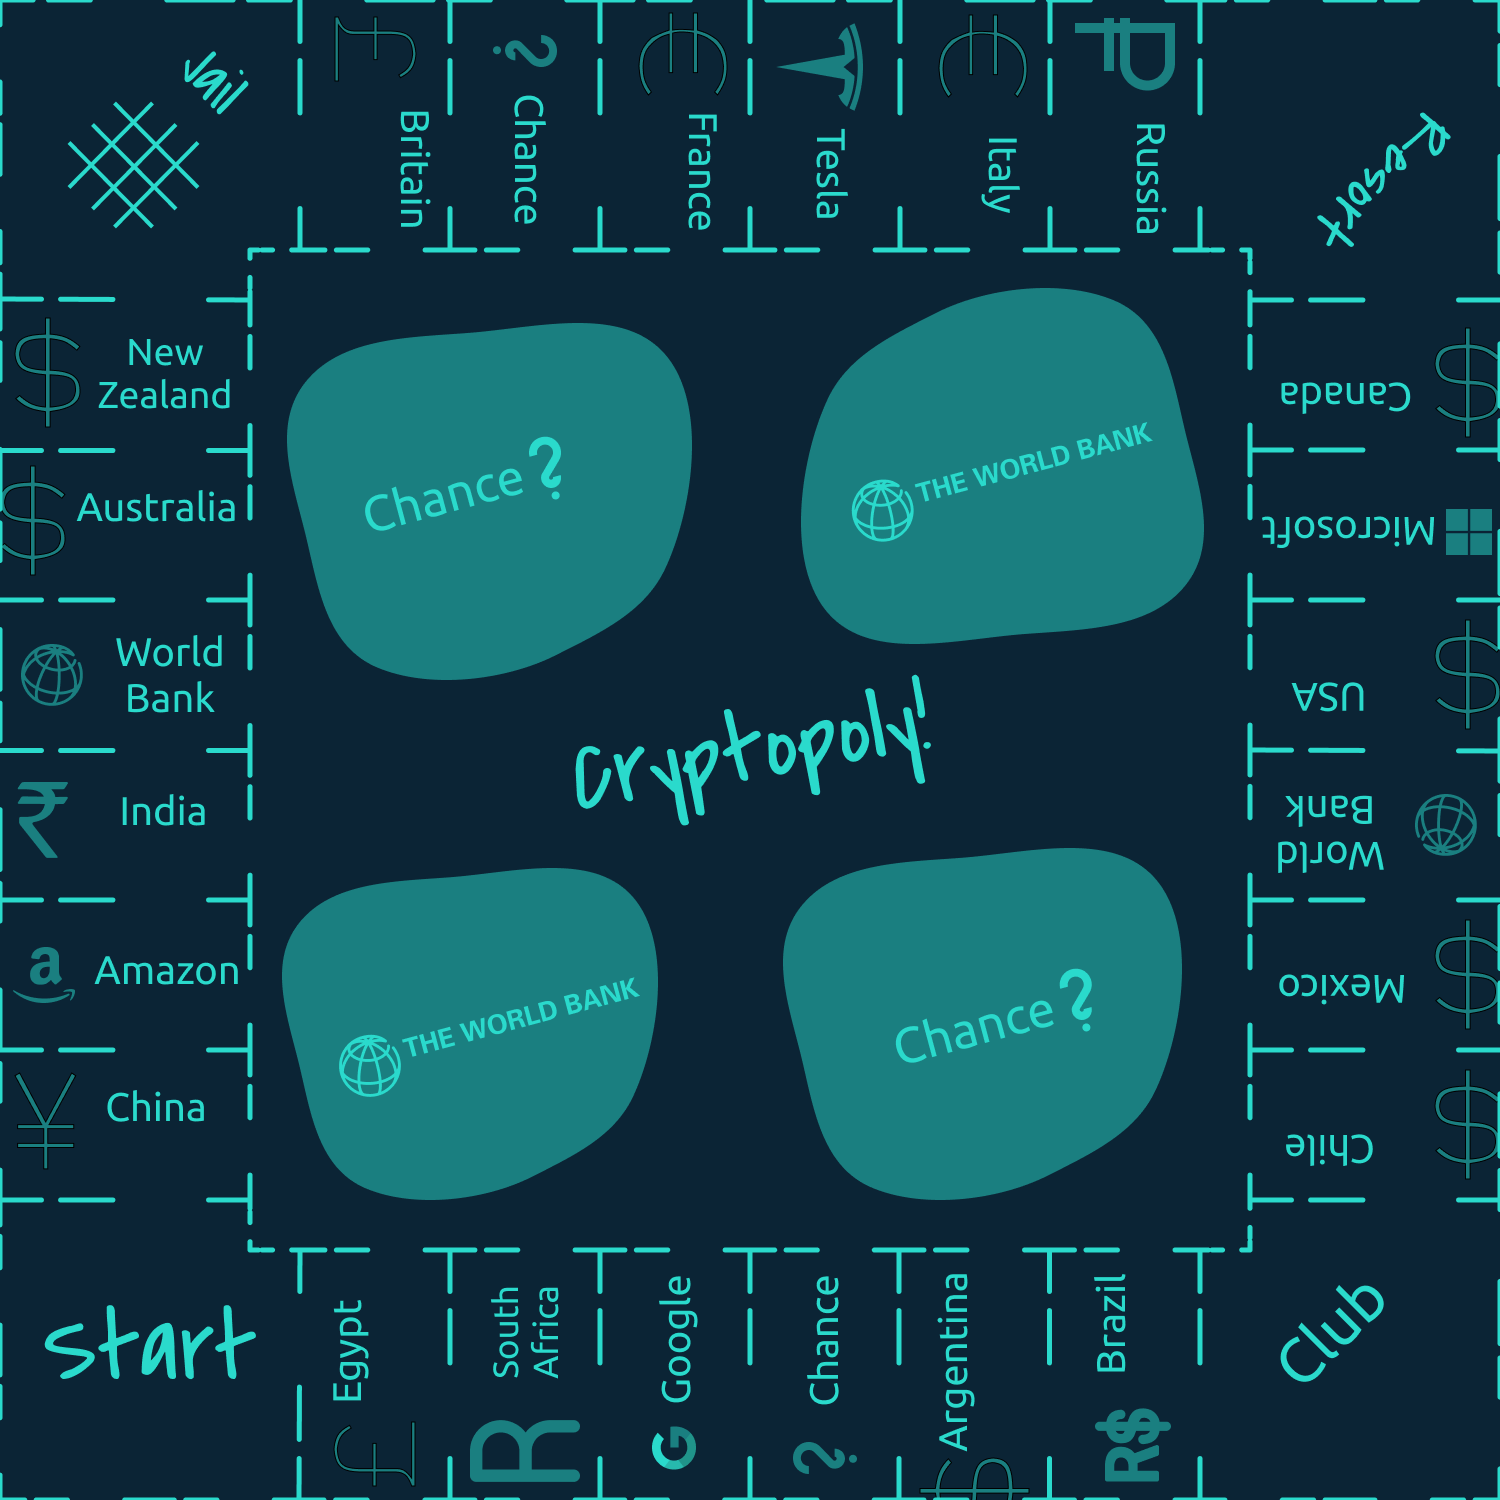 Jail
Britain
Chance
France
Tesla
Italy
Russia
Resort
New
Zealand
Australia
World
Bank
India
Amazon
China
Chance?
THE WORLD BANK
Cryptopoly!
THE WORLD BANK
Chance?
Canada
Microsoft
USA
World
Bank
Mexico
Chile
Start
Egypt
South
Africa
Google
Chance
Argentina
Brazil
R$
Club